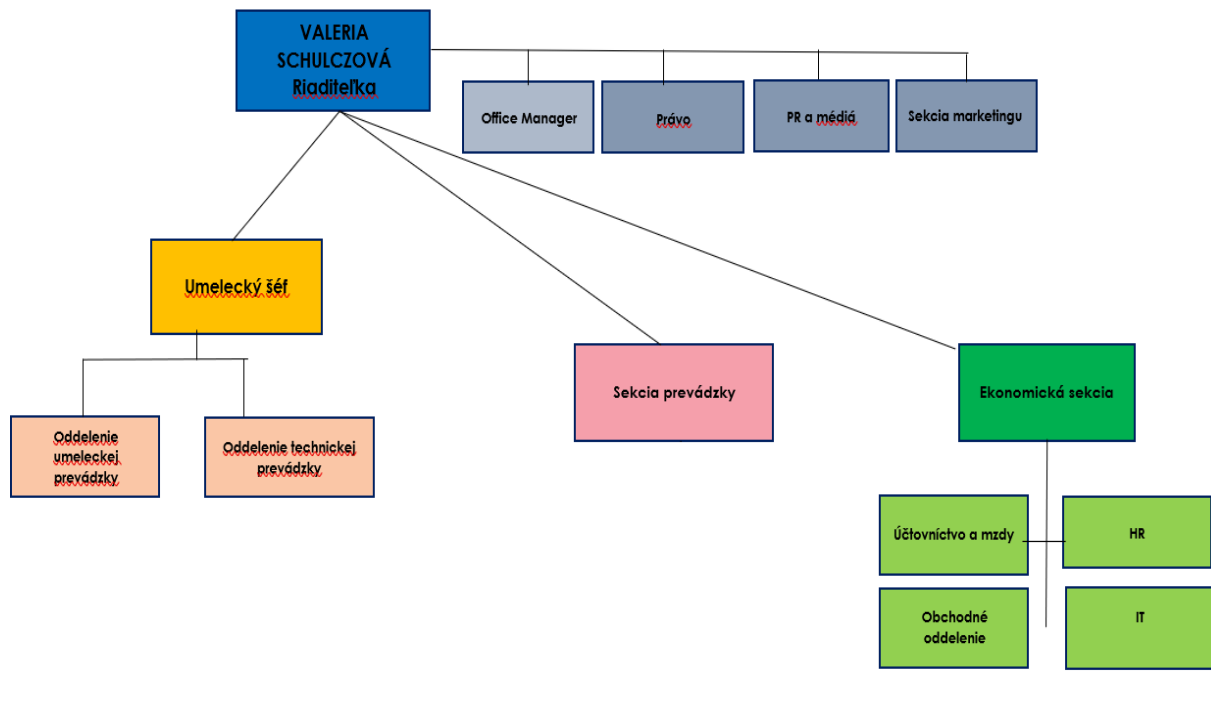 VALERIA
SCHULCZOVÁ
Riaditeľka
Office Manager
Právo
PR a médiá
Sekcia marketingu
Umelecký šéf
Sekcia prevádzky
Ekonomická sekcia
Oddelenie
umeleckej
prevádzky
Oddelenie technickej
prevádzky
Účtovníctvo a mzdy
HR
Obchodné
oddelenie
IT